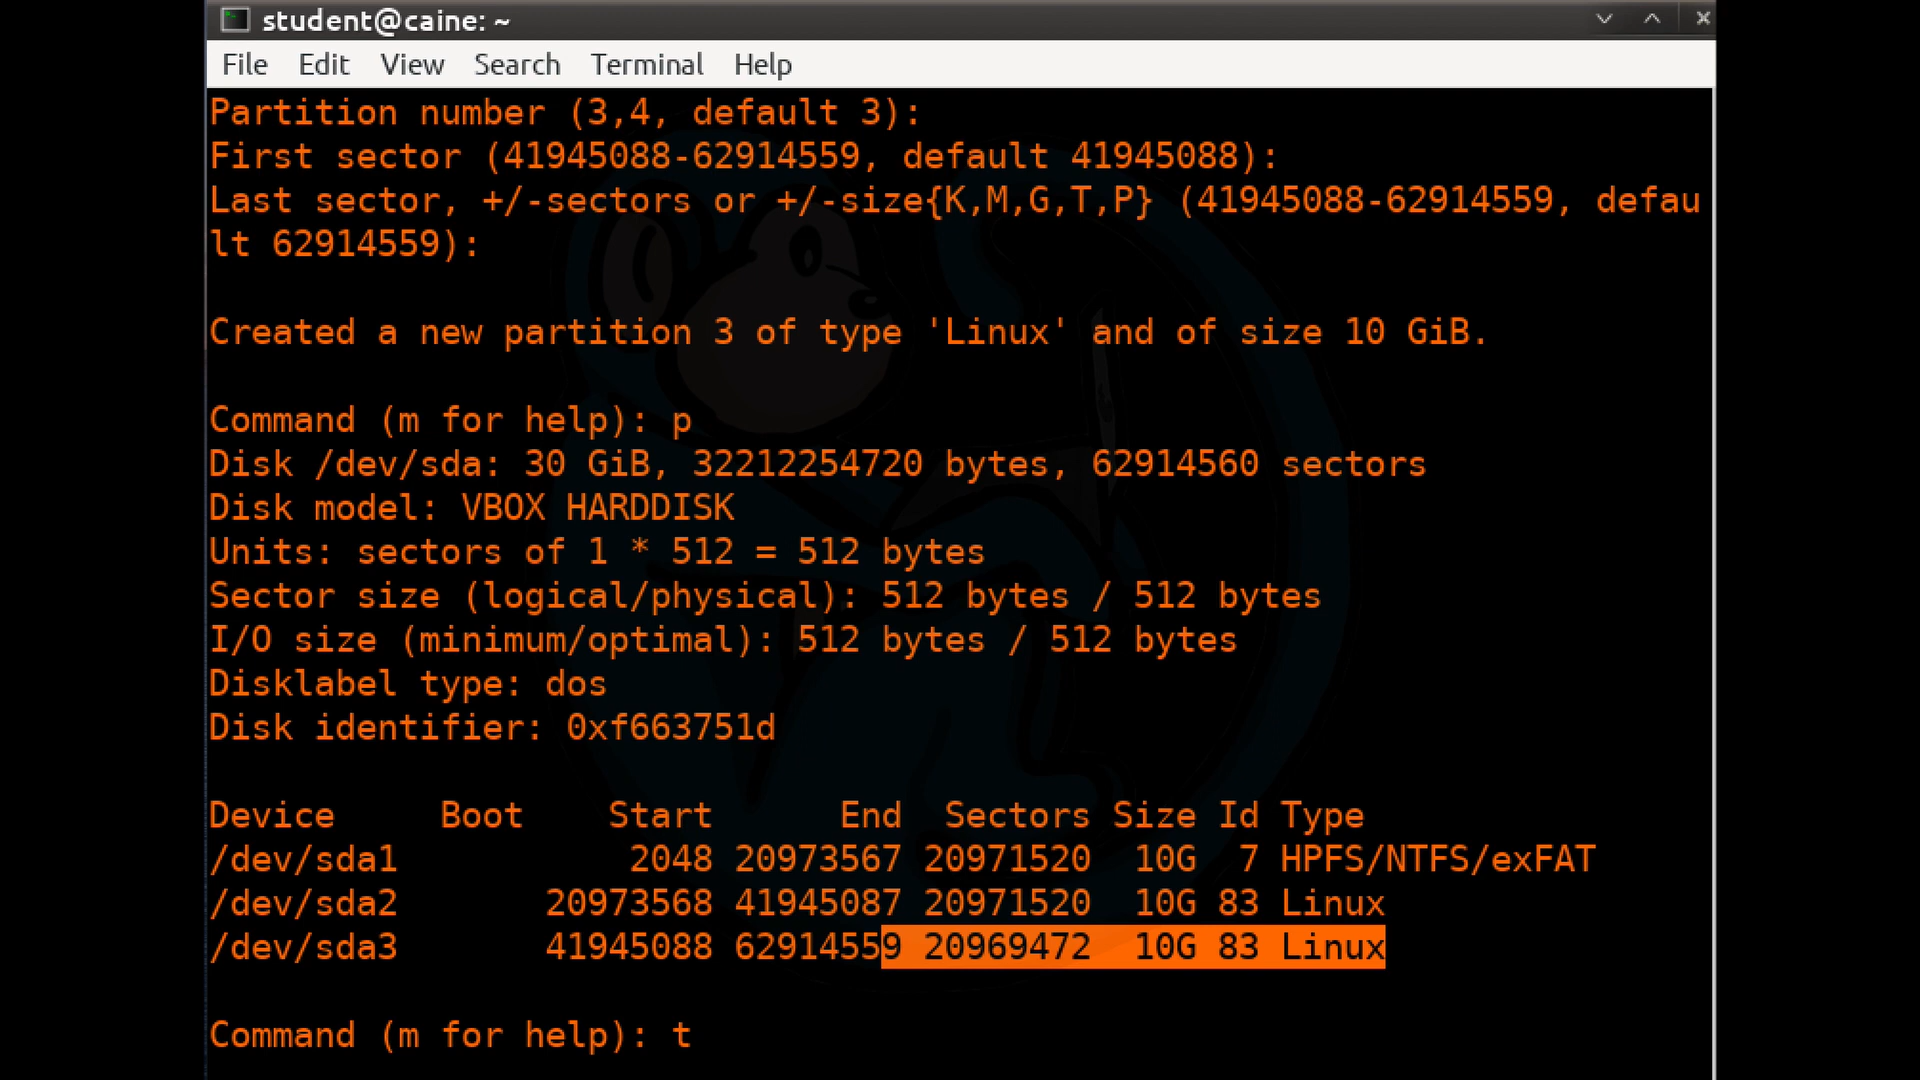 student@caine: ~
File Edit View Search Terminal Help
Partition number (3,4, default 3):
First sector (41945088-62914559, default 41945088):
Last sector, +/-sectors or +/-size{K,M,G,T,P} (41945088-62914559, defau
lt 62914559):
Created a new partition 3 of type 'Linux' and of size 10 GiB.
Command (m for help): p
Disk /dev/sda: 30 GiB, 32212254720 bytes, 62914560 sectors
Disk model: VBOX HARDDISK
Units: sectors of 1 * 512 = 512 bytes
Sector size (logical/physical): 512 bytes / 512 bytes
I/O size (minimum/optimal): 512 bytes / 512 bytes
Disklabel type: dos
Disk identifier: 0xf663751d
Device     Boot    Start      End  Sectors Size Id Type
/dev/sda1           2048 20973567 20971520  10G  7 HPFS/NTFS/exFAT
/dev/sda2       20973568 41945087 20971520  10G 83 Linux
/dev/sda3       41945088 62914559 20969472  10G 83 Linux
Command (m for help): t